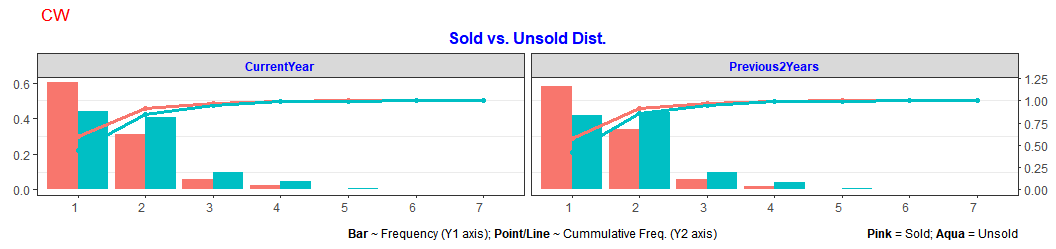 CW
Sold vs. Unsold Dist.
CurrentYear
Previous2Years
0.6
0.4
0.2
0.0
1.25
1.00
0.75
0.50
0.25
0.00
1 2 3 4 5 6 7
1 2 3 4 5 6 7
Bar ~ Frequency (Y1 axis); Point/Line ~ Cummulative Freq. (Y2 axis)
Pink = Sold; Aqua = Unsold